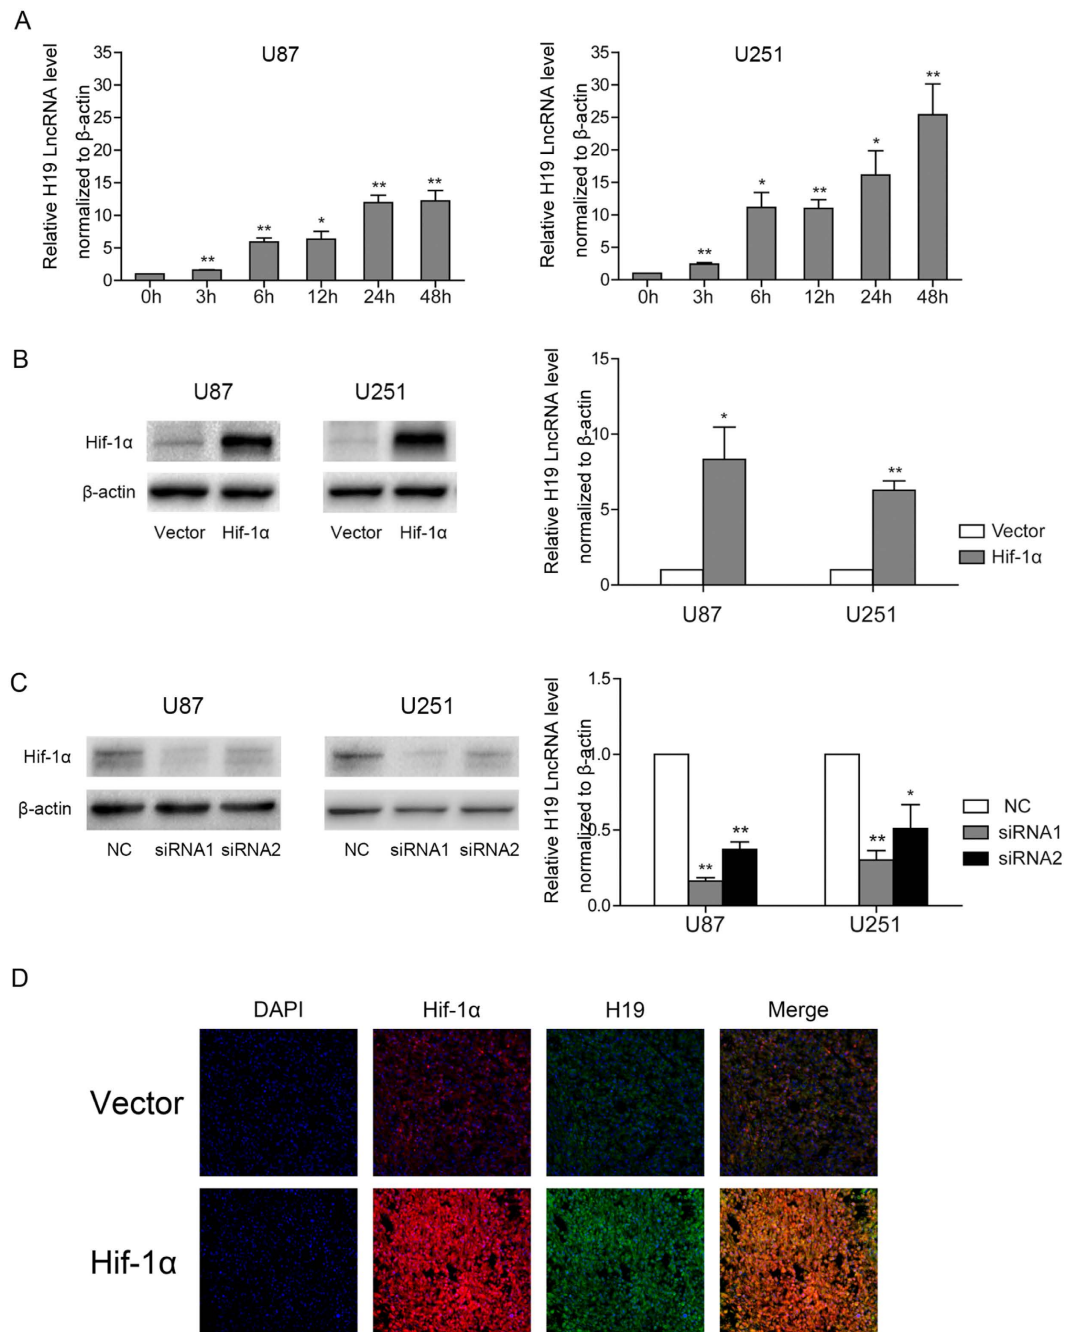 A
U87
Relative H19 LncRNA level
normalized to β-actin
35
30
25
20
15
10
5
0
**
**
*
**
**
0h 3h 6h 12h 24h 48h
U251
Relative H19 LncRNA level
normalized to β-actin
35
30
25
20
15
10
5
0
**
*
**
*
**
0h 3h 6h 12h 24h 48h
B
U87 U251
Hif-1α
β-actin
Vector Hif-1α Vector Hif-1α
Relative H19 LncRNA level
normalized to β-actin
15
10
5
0
*
**
U87 U251
Vector
Hif-1α
C
U87 U251
Hif-1α
β-actin
NC siRNA1 siRNA2 NC siRNA1 siRNA2
Relative H19 LncRNA level
normalized to β-actin
1.5
1.0
0.5
0.0
**
**
**
*
U87 U251
NC
siRNA1
siRNA2
D
DAPI Hif-1α H19 Merge
Vector
Hif-1α